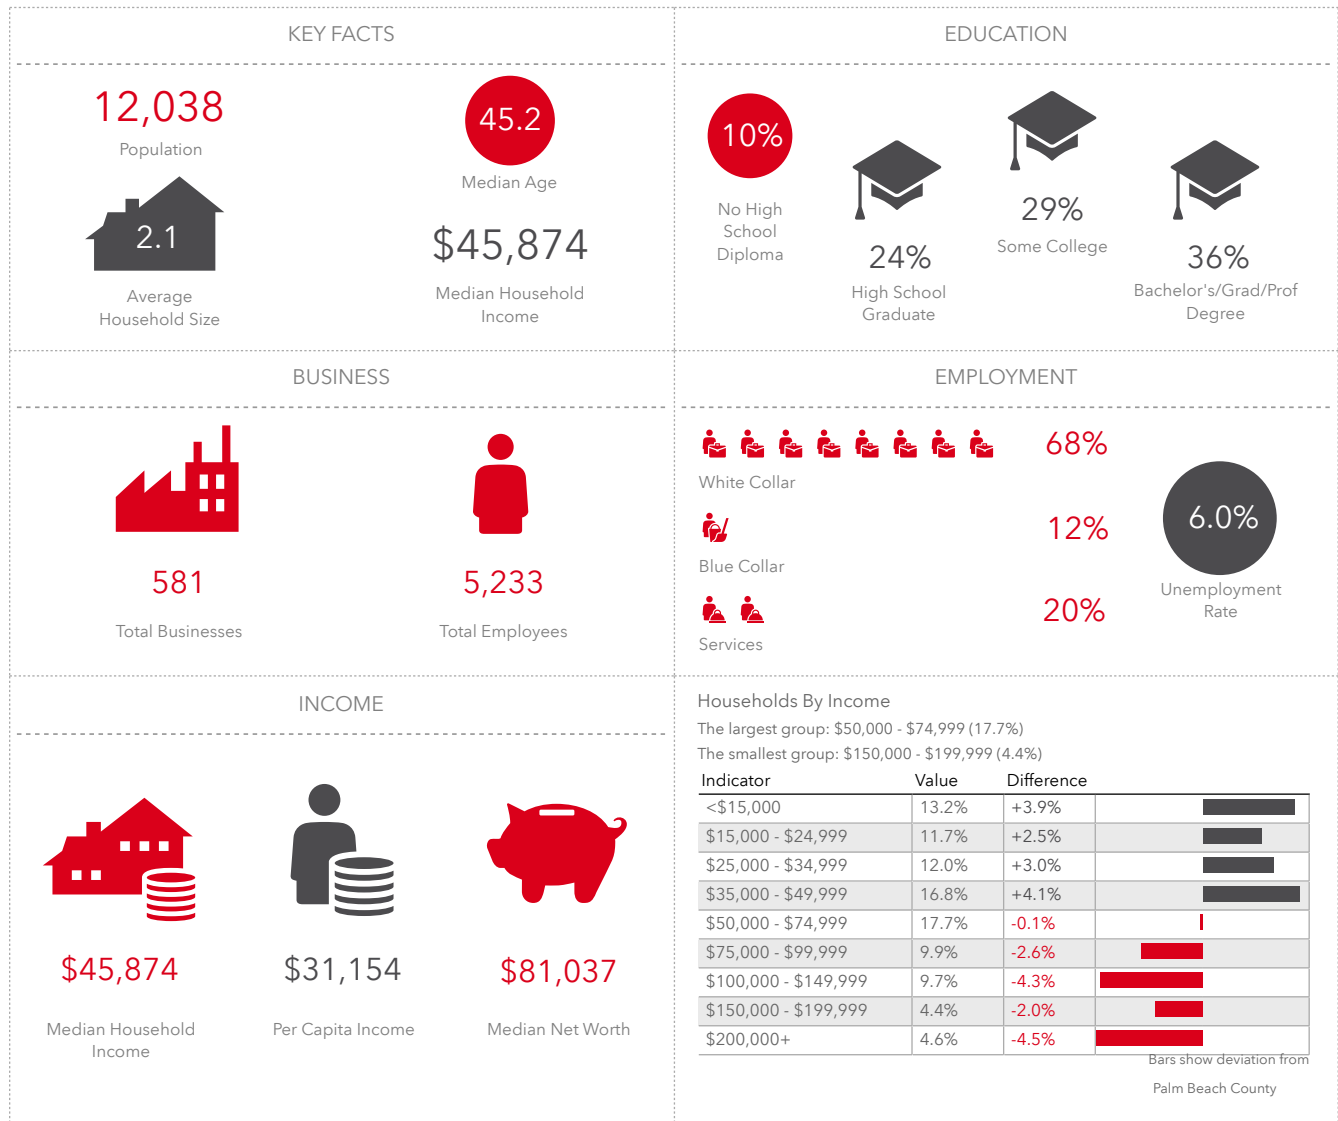 KEY FACTS
12,038
Population
45.2
Median Age
2.1
Average
Household Size
$45,874
Median Household
Income
EDUCATION
10%
No High
School
Diploma
24%
High School
Graduate
29%
Some College
36%
Bachelor's/Grad/Prof
Degree
BUSINESS
581
Total Businesses
5,233
Total Employees
EMPLOYMENT
68%
White Collar
12%
Blue Collar
20%
Services
6.0%
Unemployment
Rate
INCOME
$45,874
Median Household
Income
$31,154
Per Capita Income
$81,037
Median Net Worth
Households By Income
The largest group: $50,000 - $74,999 (17.7%)
The smallest group: $150,000 - $199,999 (4.4%)
Indicator Value Difference
<$15,000 13.2% +3.9%
$15,000 - $24,999 11.7% +2.5%
$25,000 - $34,999 12.0% +3.0%
$35,000 - $49,999 16.8% +4.1%
$50,000 - $74,999 17.7% -0.1%
$75,000 - $99,999 9.9% -2.6%
$100,000 - $149,999 9.7% -4.3%
$150,000 - $199,999 4.4% -2.0%
$200,000+ 4.6% -4.5%
Bars show deviation from
Palm Beach County